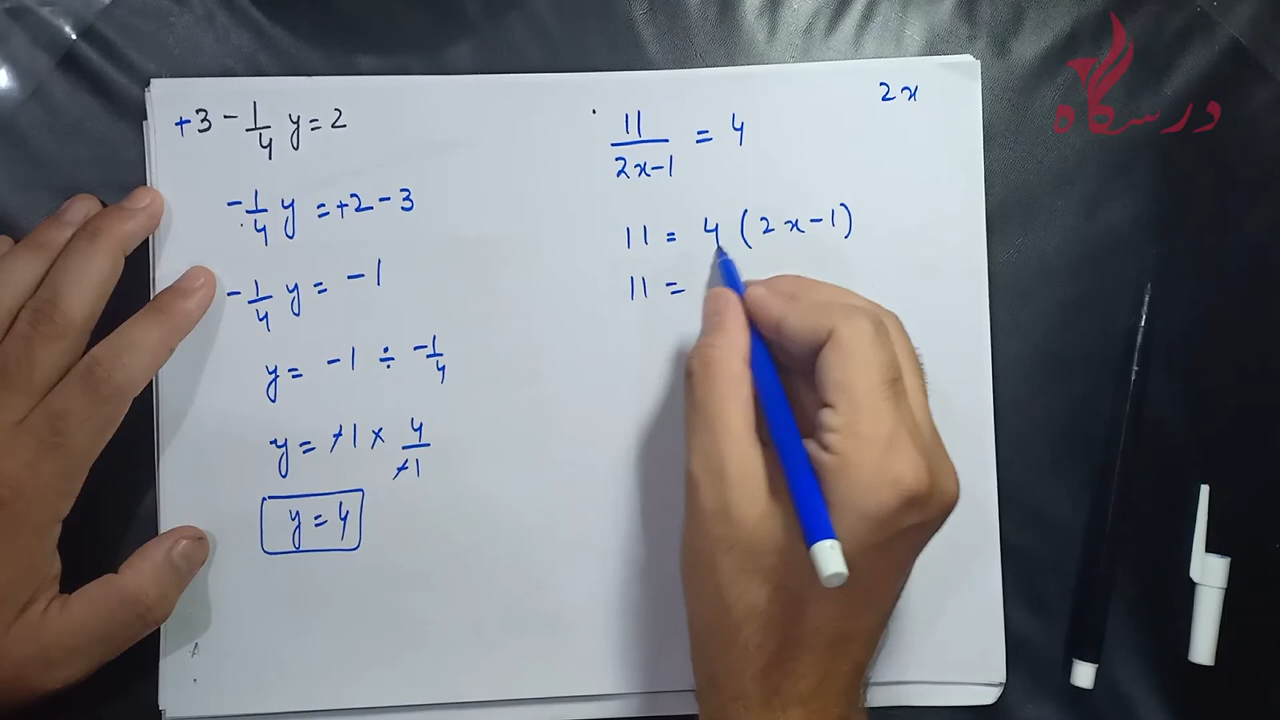 +3 - 1/4 y = 2
-1/4 y = +2 - 3
-1/4 y = -1
y = -1 ÷ -1/4
y = -1 × 4/-1
y = 4
2x
11/(2x-1) = 4
11 = 4 (2x-1)
11 =
درسگاہ